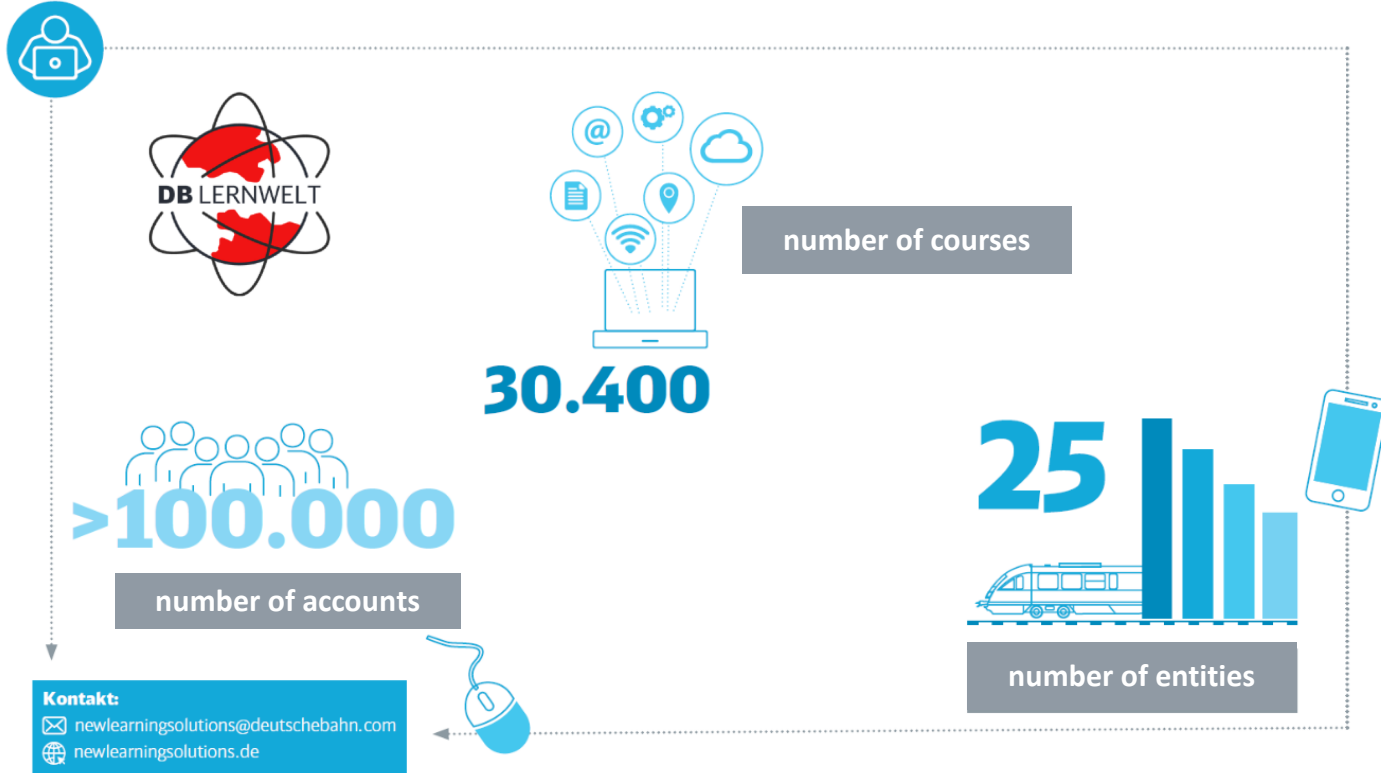 DB LERNWELT
@
number of courses
30.400
>100.000
number of accounts
25
number of entities
Kontakt:
newlearningsolutions@deutschebahn.com
newlearningsolutions.de